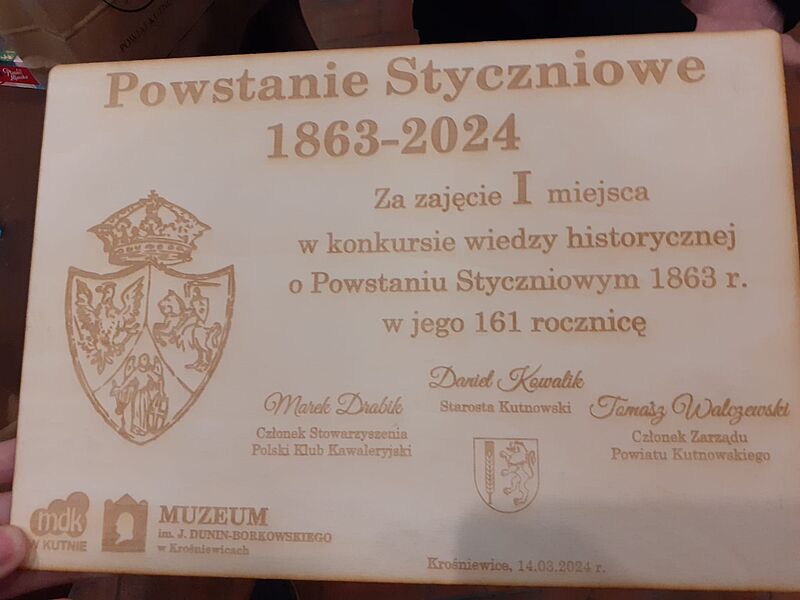 Powstanie Styczniowe
1863-2024
Za zajęcie I miejsca
w konkursie wiedzy historycznej
o Powstaniu Styczniowym 1863 r.
w jego 161 rocznicę
Marek Drabik
Członek Stowarzyszenia
Polski Klub Kawaleryjski
Daniel Kowalik
Starosta Kutnowski
Tomasz Walczewski
Członek Zarządu
Powiatu Kutnowskiego
mdk
W KUTNIE
MUZEUM
im. J. DUNIN-BORKOWSKIEGO
w Krośniewicach
Krośniewice, 14.03.2024 r.